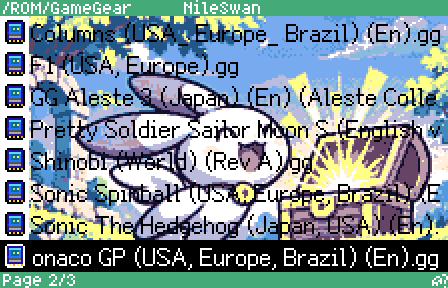 /ROM/GameGear NileSwan
Columns (USA_ Europe_ Brazil) (En).gg
F1 (USA, Europe).gg
GG Aleste 3 (Japan) (En) (Aleste Colle
Pretty Soldier Sailor Moon S (English v
Shinobi (World) (Rev A).gg
Sonic Spinball (USA, Europe, Brazil) (E
Sonic The Hedgehog (Japan, USA) (En).
onaco GP (USA, Europe, Brazil) (En).gg
Page 2/3